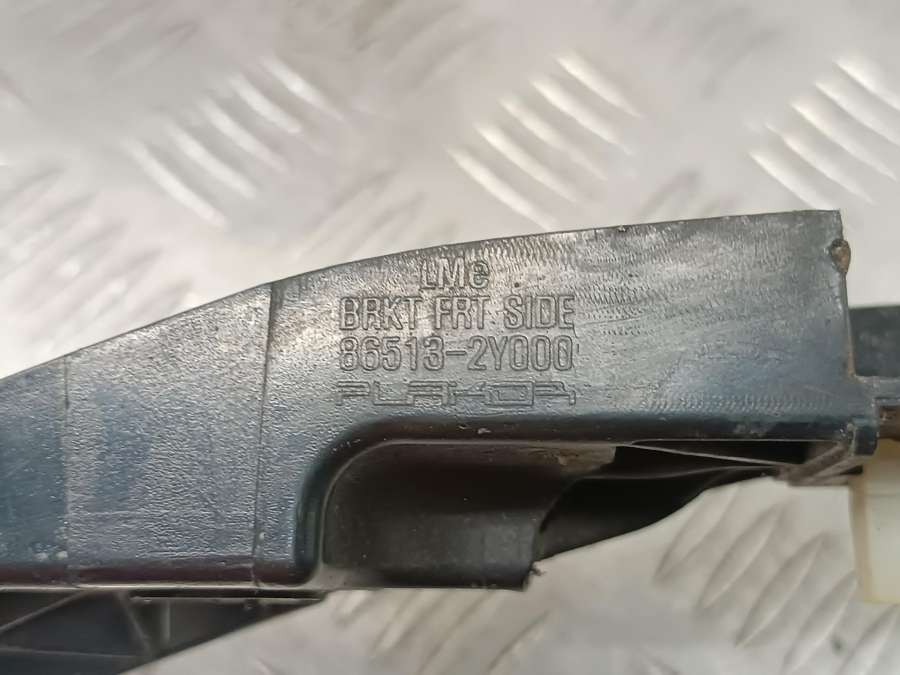 LMc
BRKT FRT SIDE
86513-2Y000
PLAKOR